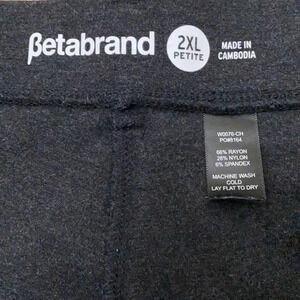 βetabrand
2XL
PETITE
MADE IN
CAMBODIA
W0076-CH
PO#8164
66% RAYON
28% NYLON
6% SPANDEX
MACHINE WASH
COLD
LAY FLAT TO DRY